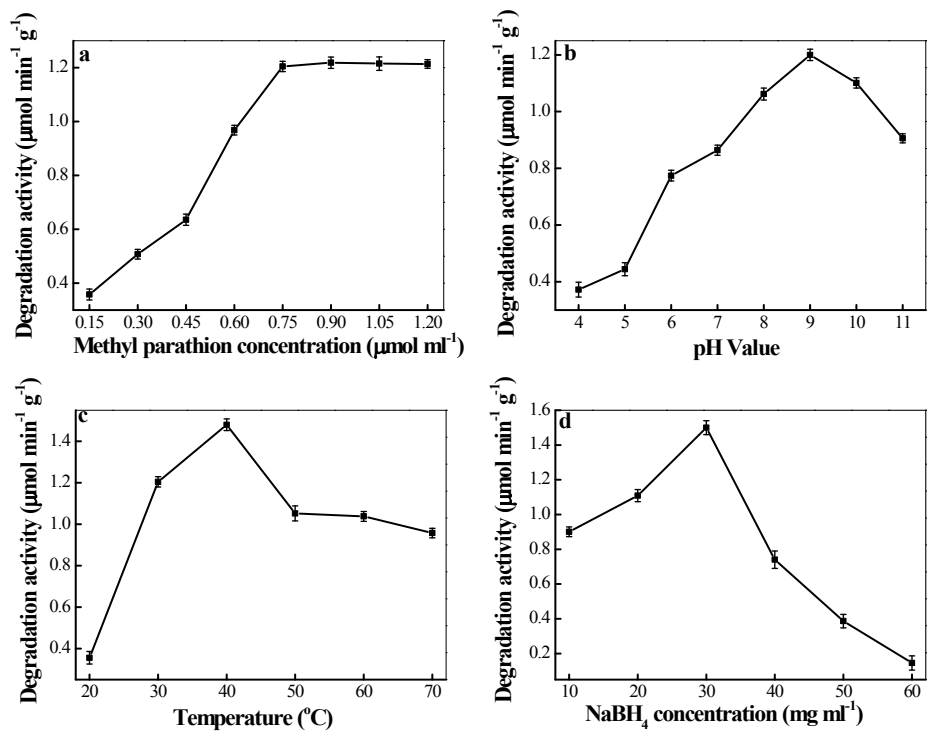 a
Degradation activity (μmol min⁻¹ g⁻¹)
1.4
1.2
1.0
0.8
0.6
0.4
0.15 0.30 0.45 0.60 0.75 0.90 1.05 1.20
Methyl parathion concentration (μmol ml⁻¹)
b
Degradation activity (μmol min⁻¹ g⁻¹)
1.2
1.0
0.8
0.6
0.4
4 5 6 7 8 9 10 11
pH Value
c
Degradation activity (μmol min⁻¹ g⁻¹)
1.4
1.2
1.0
0.8
0.6
0.4
20 30 40 50 60 70
Temperature (°C)
d
Degradation activity (μmol min⁻¹ g⁻¹)
1.6
1.4
1.2
1.0
0.8
0.6
0.4
0.2
10 20 30 40 50 60
NaBH₄ concentration (mg ml⁻¹)